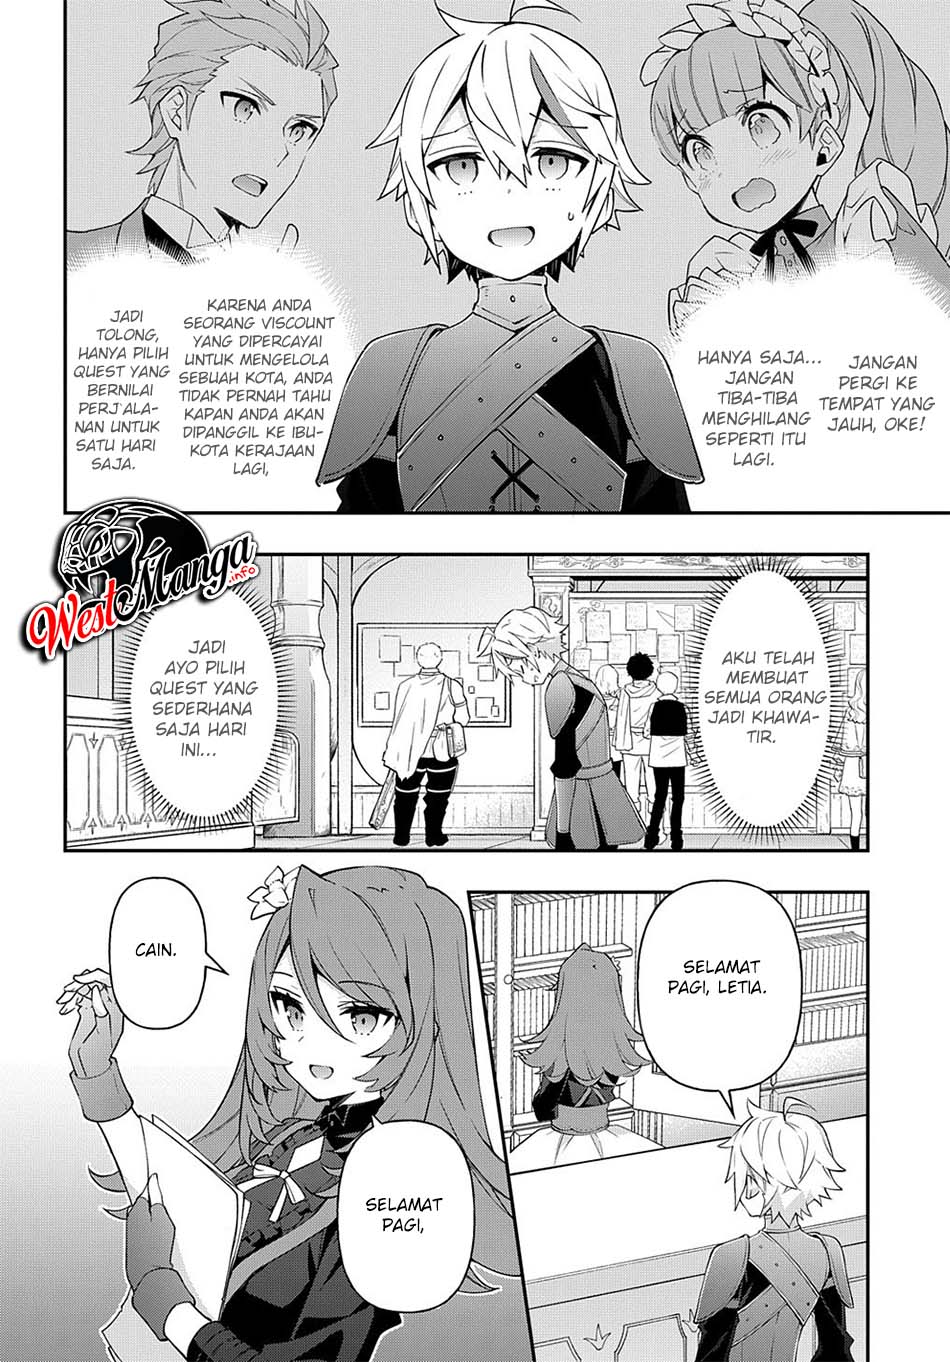 JANGAN
PERGI KE
TEMPAT YANG
JAUH, OKE!
HANYA SAJA...
JANGAN
TIBA-TIBA
MENGHILANG
SEPERTI ITU
LAGI.
KARENA ANDA
SEORANG VISCOUNT
YANG DIPERCAYAI
UNTUK MENGELOLA
SEBUAH KOTA, ANDA
TIDAK PERNAH TAHU
KAPAN ANDA AKAN
DIPANGGIL KE IBU-
KOTA KERAJAAN
LAGI,
JADI
TOLONG,
HANYA PILIH
QUEST YANG
BERNILAI
PERJ`ALA-
NAN UNTUK
SATU HARI
SAJA.
WestManga
.info
AKU TELAH
MEMBUAT
SEMUA ORANG
JADI KHAWA-
TIR.
JADI
AYO PILIH
QUEST YANG
SEDERHANA
SAJA HARI
INI...
SELAMAT
PAGI, LETIA.
SELAMAT
PAGI,
CAIN.